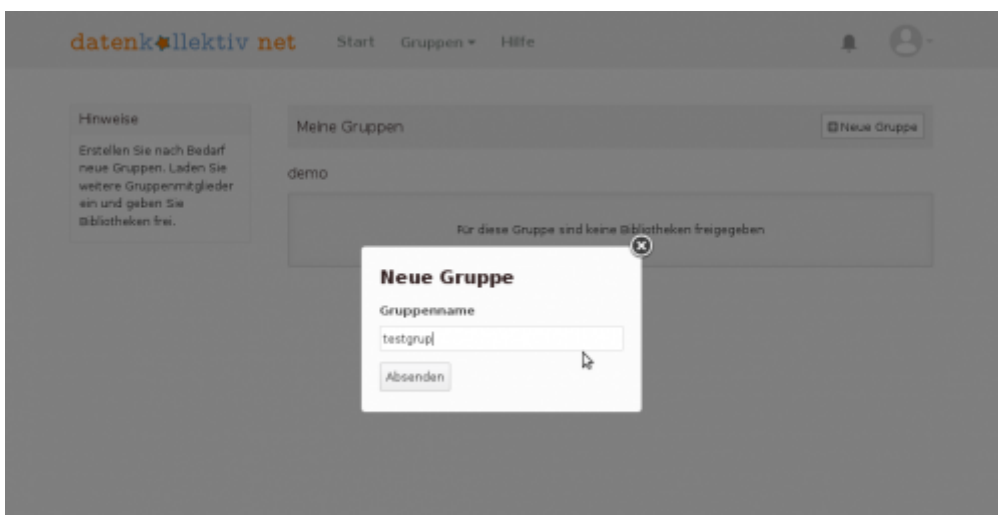 datenk★llektiv net Start Gruppen Hilfe
Hinweise
Erstellen Sie nach Bedarf
neue Gruppen. Laden Sie
weitere Gruppenmitglieder
ein und geben Sie
Bibliotheken frei.
Meine Gruppen
Neue Gruppe
demo
Für diese Gruppe sind keine Bibliotheken freigegeben
Neue Gruppe
Gruppenname
testgrup
Absenden